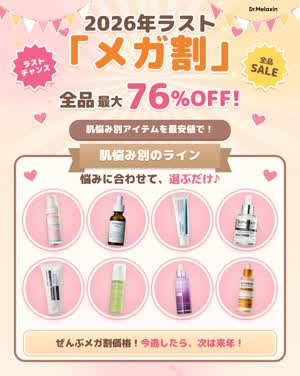 Dr.Melaxin
2026年ラスト
「メガ割」
ラスト
チャンス
全品
SALE
全品 最大 76%OFF!
肌悩み別アイテムを最安値で！
肌悩み別のライン
悩みに合わせて、選ぶだけ♪
ぜんぶメガ割価格！今逃したら、次は来年！